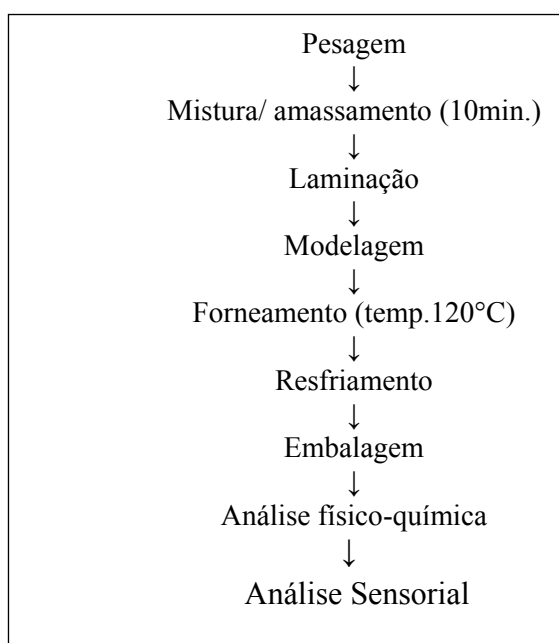 Pesagem
↓
Mistura/ amassamento (10min.)
↓
Laminação
↓
Modelagem
↓
Forneamento (temp.120°C)
↓
Resfriamento
↓
Embalagem
↓
Análise físico-química
↓
Análise Sensorial